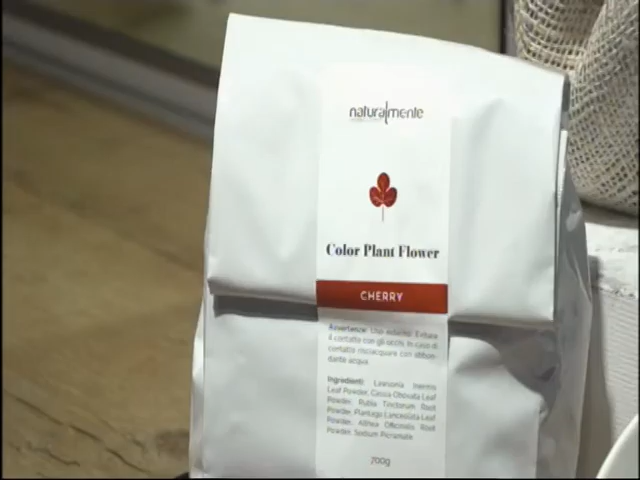 naturalmente
Color Plant Flower
CHERRY
Avvertenze: Uso esterno. Evitare
il contatto con gli occhi. In caso di
contatto risciacquare con abbon-
dante acqua.
Ingredienti: Lawsonia Inermis
Leaf Powder, Cassia Obovata Leaf
Powder, Rubia Tinctorum Root
Powder, Plantago Lanceolata Leaf
Powder, Althea Officinalis Root
Powder, Sodium Picramate
700g